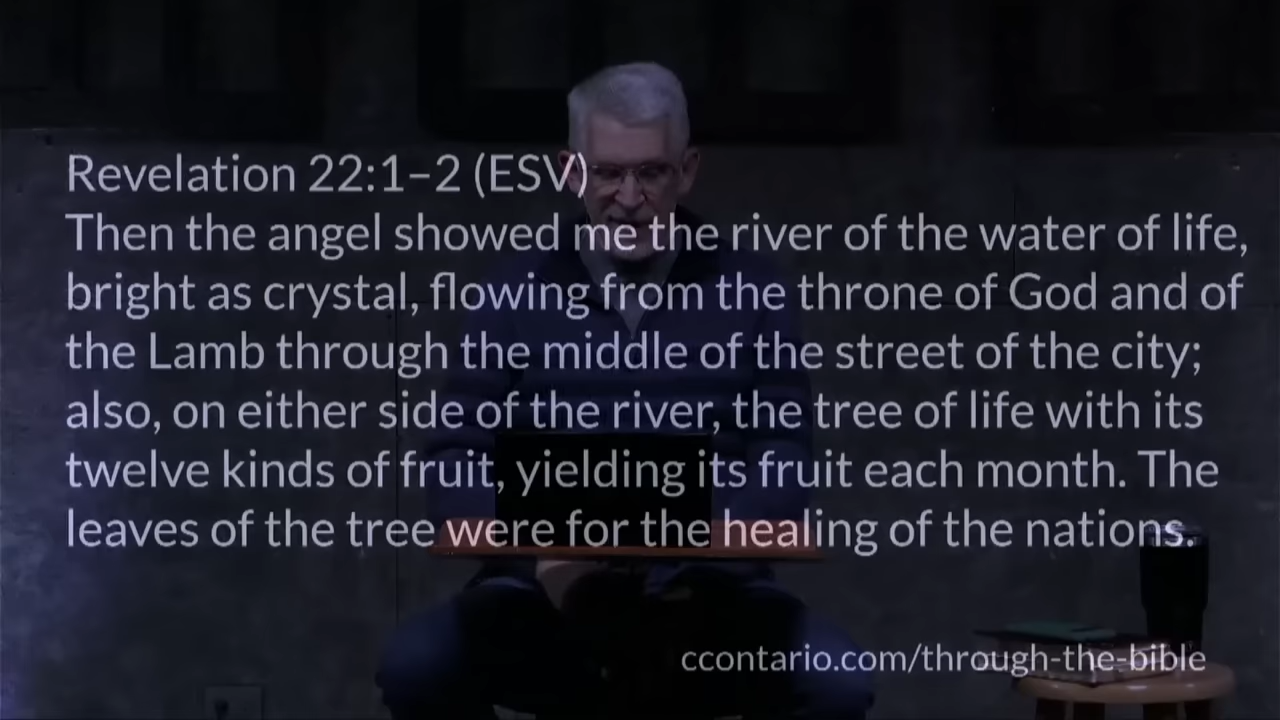 Revelation 22:1–2 (ESV)
Then the angel showed me the river of the water of life,
bright as crystal, flowing from the throne of God and of
the Lamb through the middle of the street of the city;
also, on either side of the river, the tree of life with its
twelve kinds of fruit, yielding its fruit each month. The
leaves of the tree were for the healing of the nations.
ccontario.com/through-the-bible